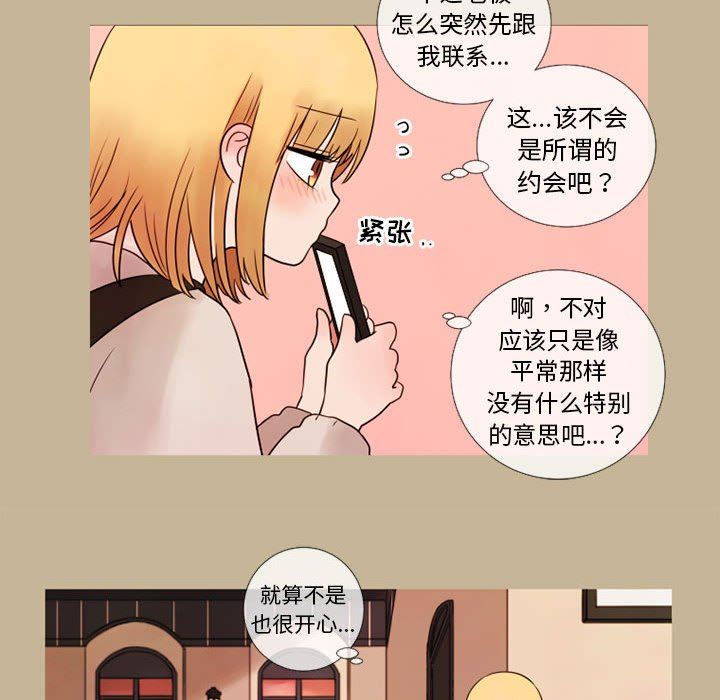 怎么突然先跟
我联系...
这...该不会
是所谓的
约会吧？
紧张..
啊，不对
应该只是像
平常那样
没有什么特别
的意思吧...？
就算不是
也很开心...